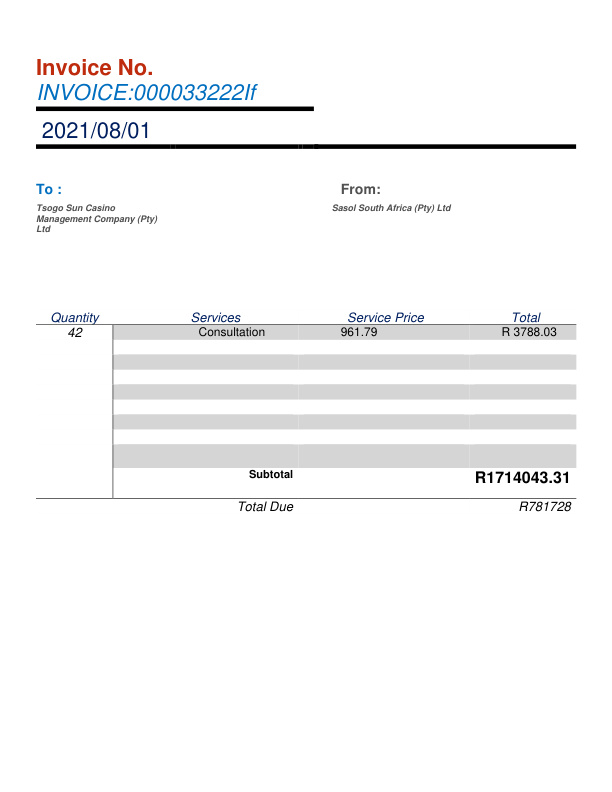 Invoice No.
INVOICE:000033222If
2021/08/01
To :
From:
Tsogo Sun Casino
Management Company (Pty)
Ltd
Sasol South Africa (Pty) Ltd
Quantity Services Service Price Total
42 Consultation 961.79 R 3788.03
Subtotal R1714043.31
Total Due R781728